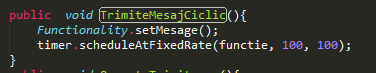 public  void TrimiteMesajCiclic(){
Functionality.setMesage();
timer.scheduleAtFixedRate(functie, 100, 100);
}